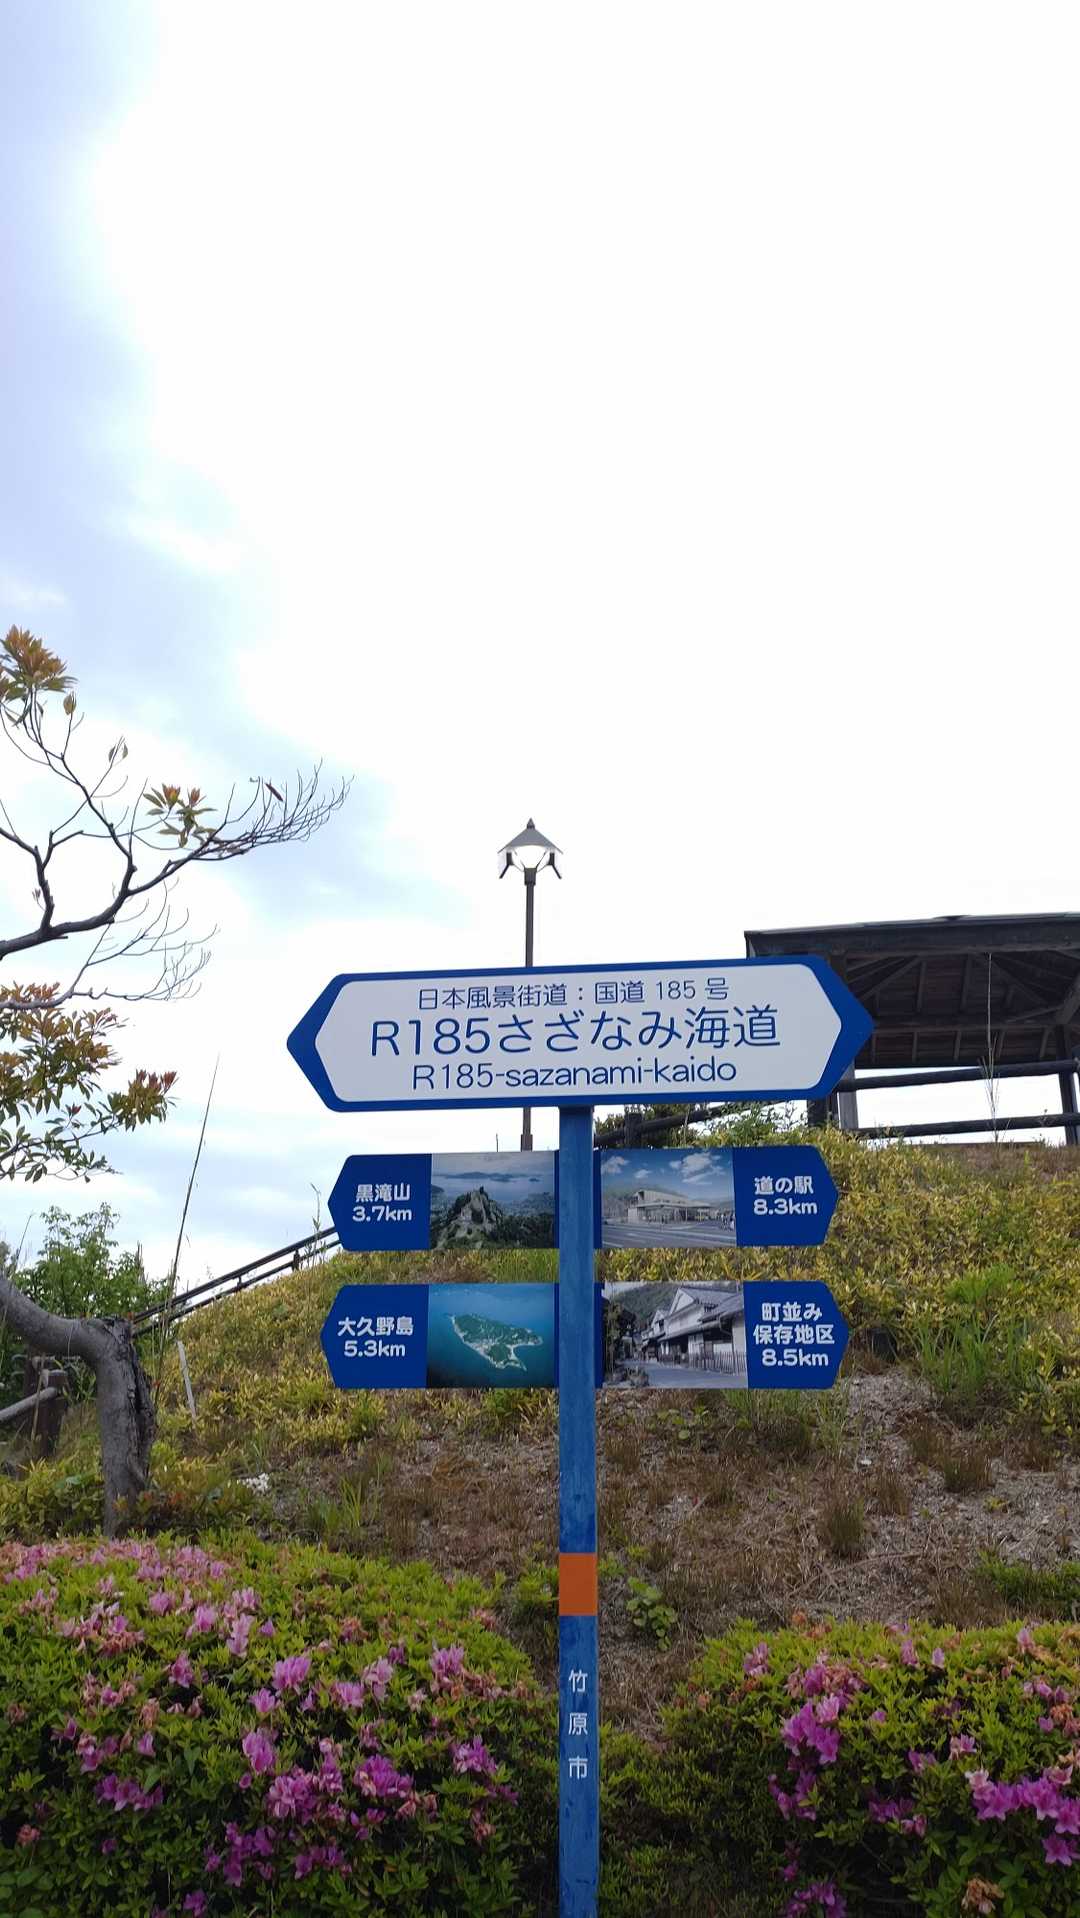 日本風景街道：国道 185 号
R185さざなみ海道
R185-sazanami-kaido
黒滝山
3.7km
道の駅
8.3km
大久野島
5.3km
町並み
保存地区
8.5km
竹原市